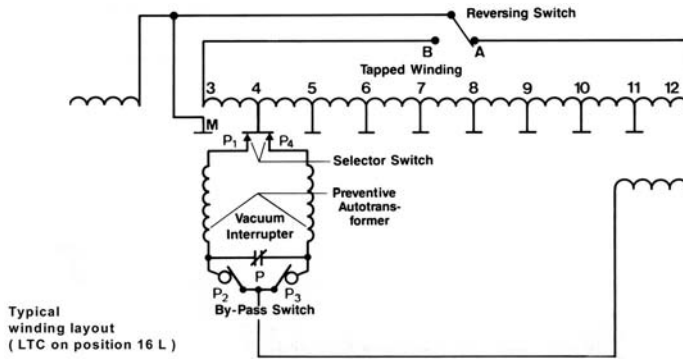 Reversing Switch
B A
Tapped Winding
3 4 5 6 7 8 9 10 11 12
M
P1 P4
Selector Switch
Preventive
Autotrans-
former
Vacuum
Interrupter
P
P2 P3
By-Pass Switch
Typical
winding layout
( LTC on position 16 L )